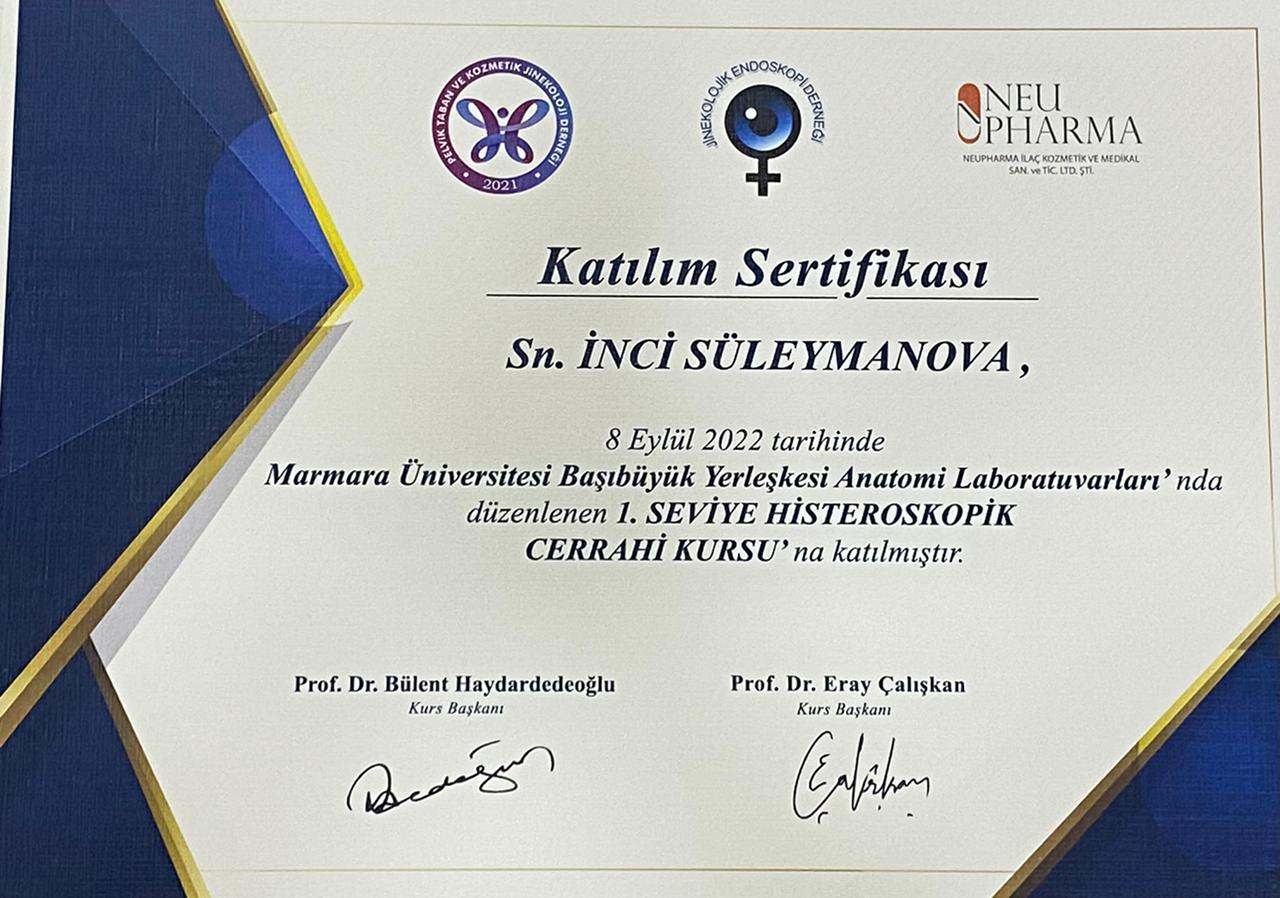 PELVİK TABAN VE KOZMETİK JİNEKOLOJİ DERNEĞİ
2021
JİNEKOLOJİK ENDOSKOPİ DERNEĞİ
NEU
PHARMA
NEUPHARMA İLAÇ KOZMETİK VE MEDİKAL
SAN. ve TİC. LTD. ŞTİ.
Katılım Sertifikası
Sn. İNCİ SÜLEYMANOVA ,
8 Eylül 2022 tarihinde
Marmara Üniversitesi Başıbüyük Yerleşkesi Anatomi Laboratuvarları’ nda
düzenlenen 1. SEVİYE HİSTEROSKOPİK
CERRAHİ KURSU’ na katılmıştır.
Prof. Dr. Bülent Haydardedeoğlu
Kurs Başkanı
Prof. Dr. Eray Çalışkan
Kurs Başkanı